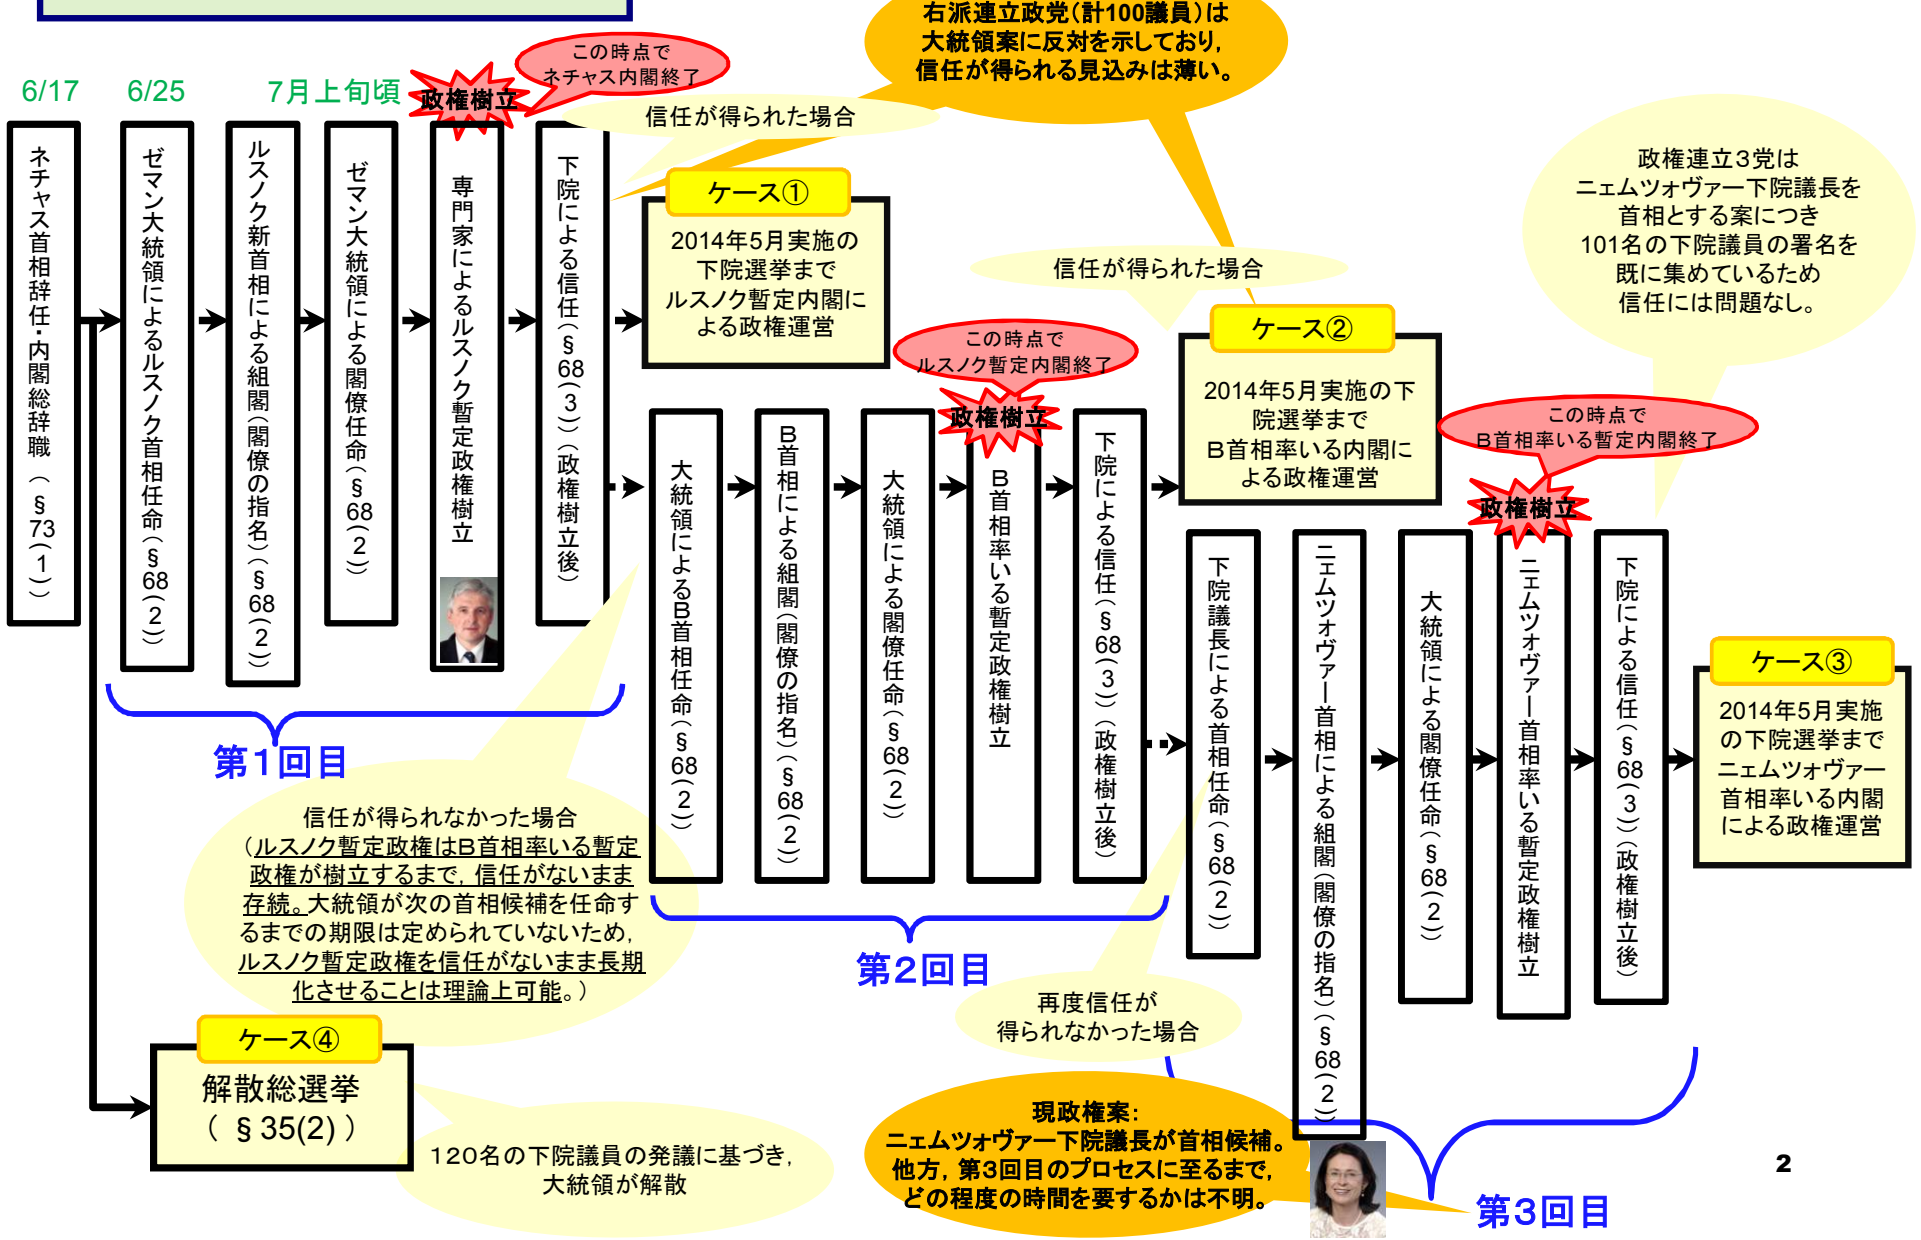 右派連立政党(計100議員)は
大統領案に反対を示しており,
信任が得られる見込みは薄い。
この時点で
ネチャス内閣終了
6/17
6/25
7月上旬頃
政権樹立
信任が得られた場合
ネチャス首相辞任・内閣総辞職（§73(1)）
ゼマン大統領によるルスノク首相任命（§68(2)）
ルスノク新首相による組閣（閣僚の指名）（§68(2)）
ゼマン大統領による閣僚任命（§68(2)）
専門家によるルスノク暫定政権樹立
下院による信任（§68(3)）（政権樹立後）
ケース①
2014年5月実施の
下院選挙まで
ルスノク暫定内閣に
よる政権運営
第1回目
信任が得られなかった場合
（ルスノク暫定政権はB首相率いる暫定
政権が樹立するまで, 信任がないまま
存続。大統領が次の首相候補を任命す
るまでの期限は定められていないため,
ルスノク暫定政権を信任がないまま長期
化させることは理論上可能。）
ケース④
解散総選挙
（ §35(2) ）
120名の下院議員の発議に基づき,
大統領が解散
信任が得られた場合
この時点で
ルスノク暫定内閣終了
政権樹立
大統領によるB首相任命（§68(2)）
B首相による組閣（閣僚の指名）（§68(2)）
大統領による閣僚任命（§68(2)）
B首相率いる暫定政権樹立
下院による信任（§68(3)）（政権樹立後）
ケース②
2014年5月実施の下
院選挙まで
B首相率いる内閣に
よる政権運営
第2回目
再度信任が
得られなかった場合
政権連立3党は
ニェムツォヴァー下院議長を
首相とする案につき
101名の下院議員の署名を
既に集めているため
信任には問題なし。
この時点で
B首相率いる暫定内閣終了
政権樹立
下院議長による首相任命（§68(2)）
ニェムツォヴァー首相による組閣（閣僚の指名）（§68(2)）
大統領による閣僚任命（§68(2)）
ニェムツォヴァー首相率いる暫定政権樹立
下院による信任（§68(3)）（政権樹立後）
ケース③
2014年5月実施
の下院選挙まで
ニェムツォヴァー
首相率いる内閣
による政権運営
現政権案：
ニェムツォヴァー下院議長が首相候補。
他方, 第3回目のプロセスに至るまで,
どの程度の時間を要するかは不明。
第3回目
2